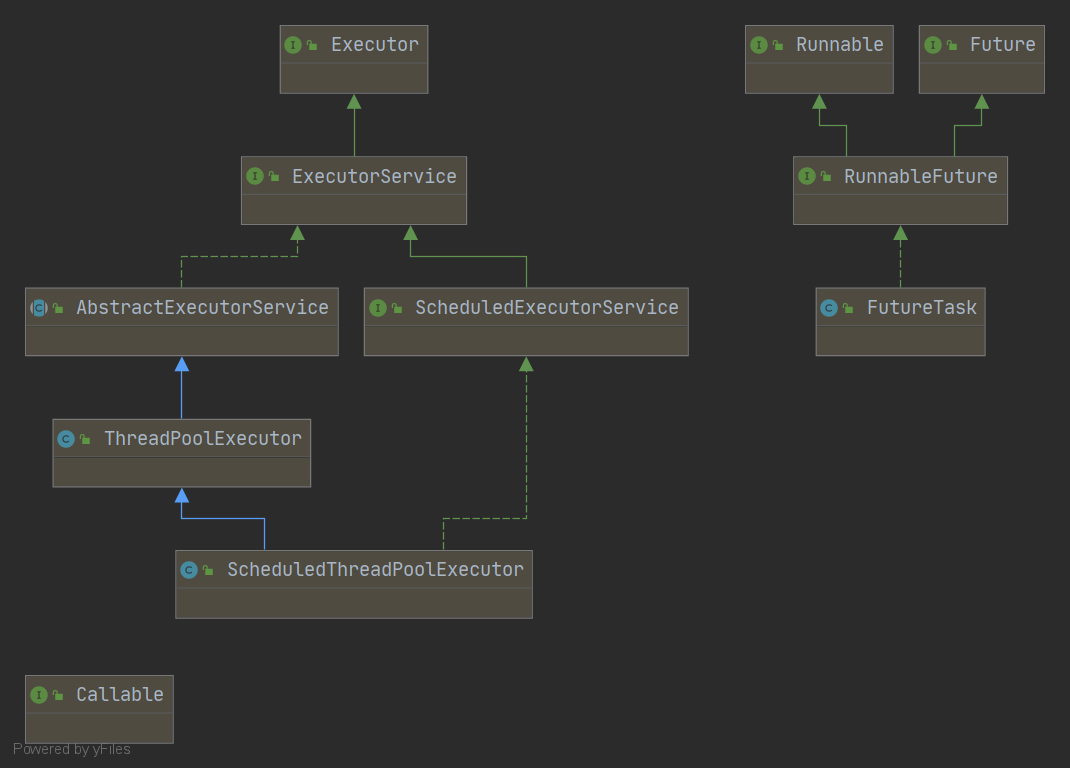 Executor
Runnable
Future
ExecutorService
RunnableFuture
AbstractExecutorService
ScheduledExecutorService
FutureTask
ThreadPoolExecutor
ScheduledThreadPoolExecutor
Callable
Powered by yFiles